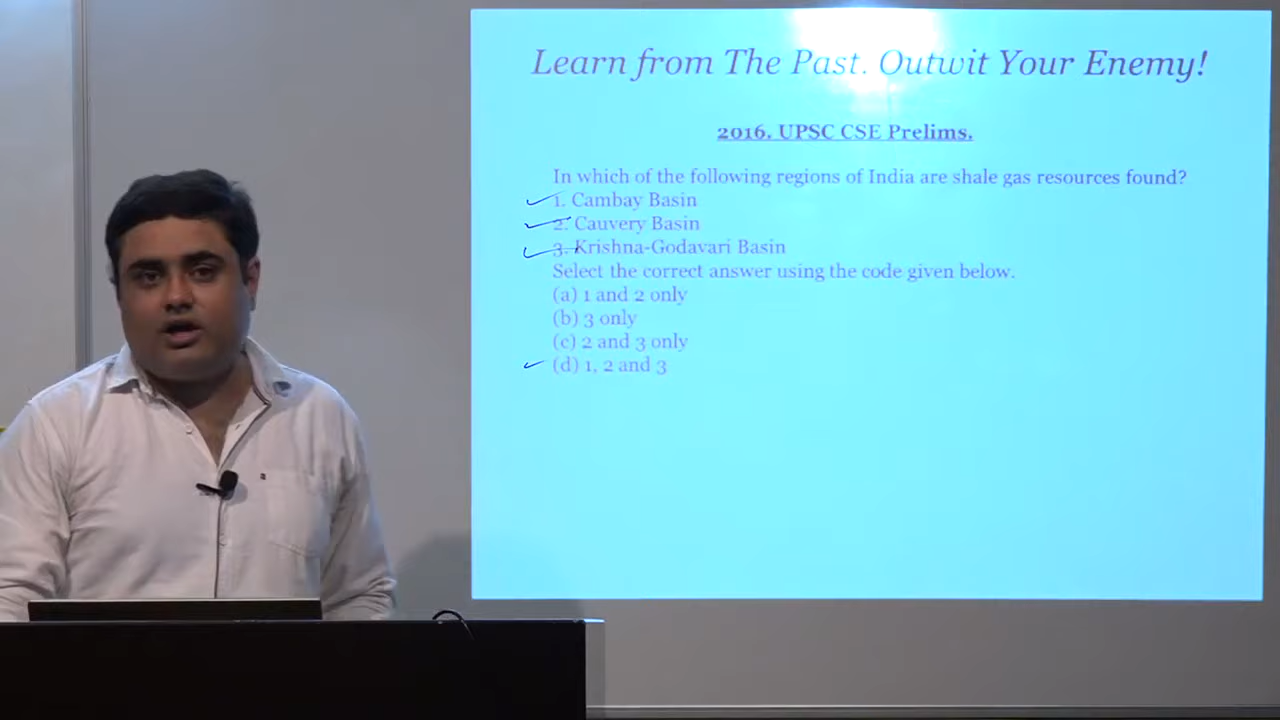 Learn from The Past. Outwit Your Enemy!
2016. UPSC CSE Prelims.
In which of the following regions of India are shale gas resources found?
1. Cambay Basin
2. Cauvery Basin
3. Krishna-Godavari Basin
Select the correct answer using the code given below.
(a) 1 and 2 only
(b) 3 only
(c) 2 and 3 only
(d) 1, 2 and 3